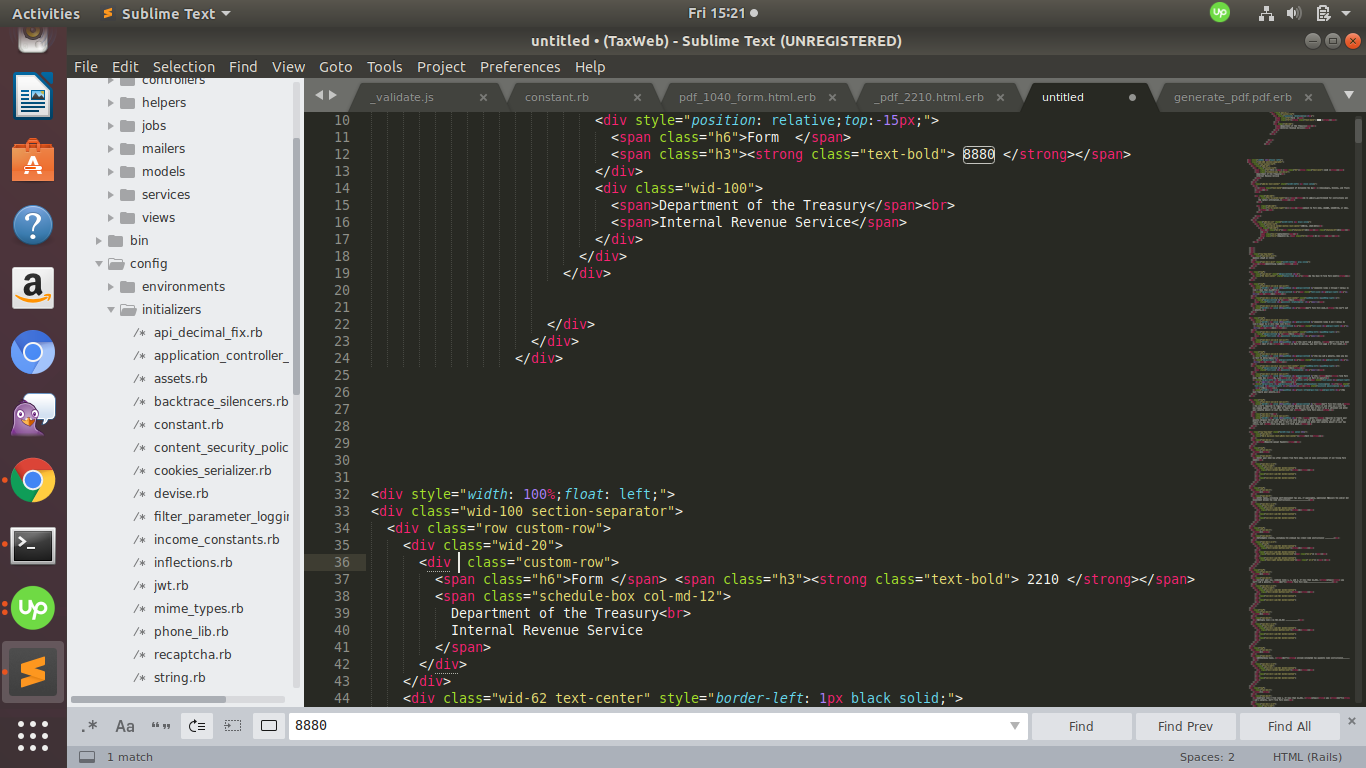 Activities Sublime Text Fri 15:21
untitled • (TaxWeb) - Sublime Text (UNREGISTERED)
File Edit Selection Find View Goto Tools Project Preferences Help
controllers
helpers
jobs
mailers
models
services
views
bin
config
environments
initializers
/* api_decimal_fix.rb
/* application_controller_
/* assets.rb
/* backtrace_silencers.rb
/* constant.rb
/* content_security_polic
/* cookies_serializer.rb
/* devise.rb
/* filter_parameter_loggin
/* income_constants.rb
/* inflections.rb
/* jwt.rb
/* mime_types.rb
/* phone_lib.rb
/* recaptcha.rb
/* string.rb
_validate.js × constant.rb × pdf_1040_form.html.erb × _pdf_2210.html.erb × untitled generate_pdf.pdf.erb ×
10 <div style="position: relative;top:-15px;">
11 <span class="h6">Form  </span>
12 <span class="h3"><strong class="text-bold"> 8880 </strong></span>
13 </div>
14 <div class="wid-100">
15 <span>Department of the Treasury</span><br>
16 <span>Internal Revenue Service</span>
17 </div>
18 </div>
19 </div>
20
21
22 </div>
23 </div>
24 </div>
25
26
27
28
29
30
31
32 <div style="width: 100%;float: left;">
33 <div class="wid-100 section-separator">
34 <div class="row custom-row">
35 <div class="wid-20">
36 <div  class="custom-row">
37 <span class="h6">Form </span> <span class="h3"><strong class="text-bold"> 2210 </strong></span>
38 <span class="schedule-box col-md-12">
39 Department of the Treasury<br>
40 Internal Revenue Service
41 </span>
42 </div>
43 </div>
44 <div class="wid-62 text-center" style="border-left: 1px black solid;">
.* Aa “” 8880 Find Find Prev Find All ×
1 match Spaces: 2 HTML (Rails)
up
up